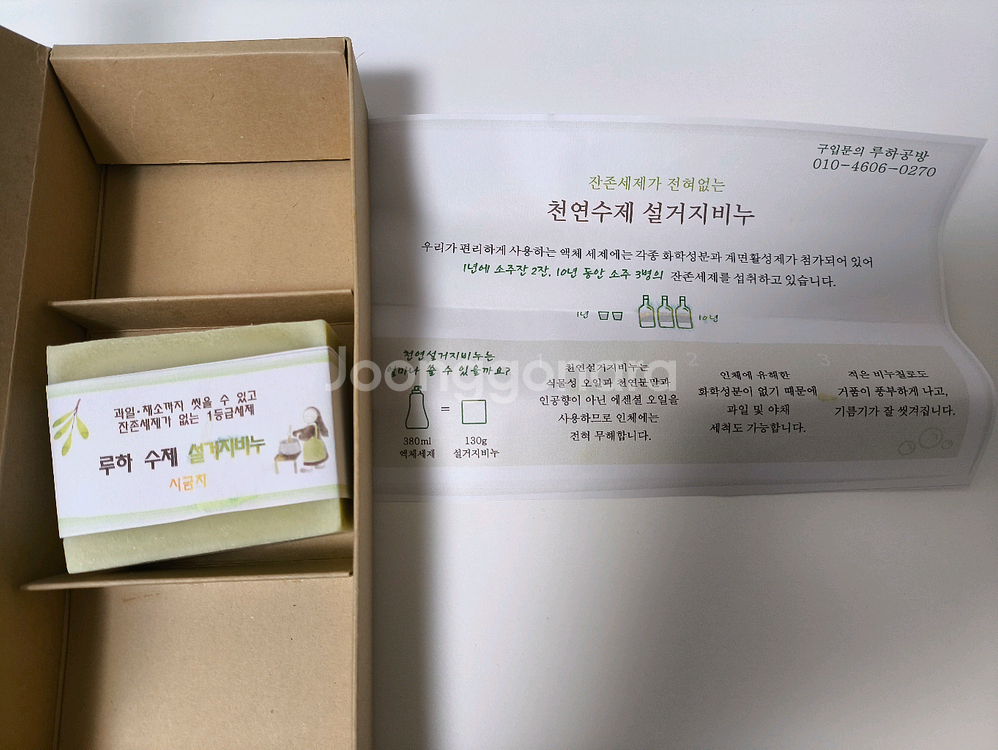 구입문의 루하공방
010-4606-0270
잔존세제가 전혀없는
천연수제 설거지비누
우리가 편리하게 사용하는 액체 세제에는 각종 화학성분과 계면활성제가 첨가되어 있어
1년에 소주잔 2잔, 10년 동안 소주 3병의 잔존세제를 섭취하고 있습니다.
1년
10년
천연설거지비누는
얼마나 쓸 수 있을까요?
=
380ml
액체세제
130g
설거지비누
천연설거지비누는
식물성 오일과 천연분말과
인공향이 아닌 에센셜 오일을
사용하므로 인체에는
전혀 무해합니다.
2
인체에 유해한
화학성분이 없기 때문에
파일 및 야채
세척도 가능합니다.
3
적은 비누칠로도
거품이 풍부하게 나고,
기름기가 잘 씻겨집니다.
과일·채소까지 씻을 수 있고
잔존세제가 없는 1등급세제
루하 수제 설거지비누
시금치
Joonggonara